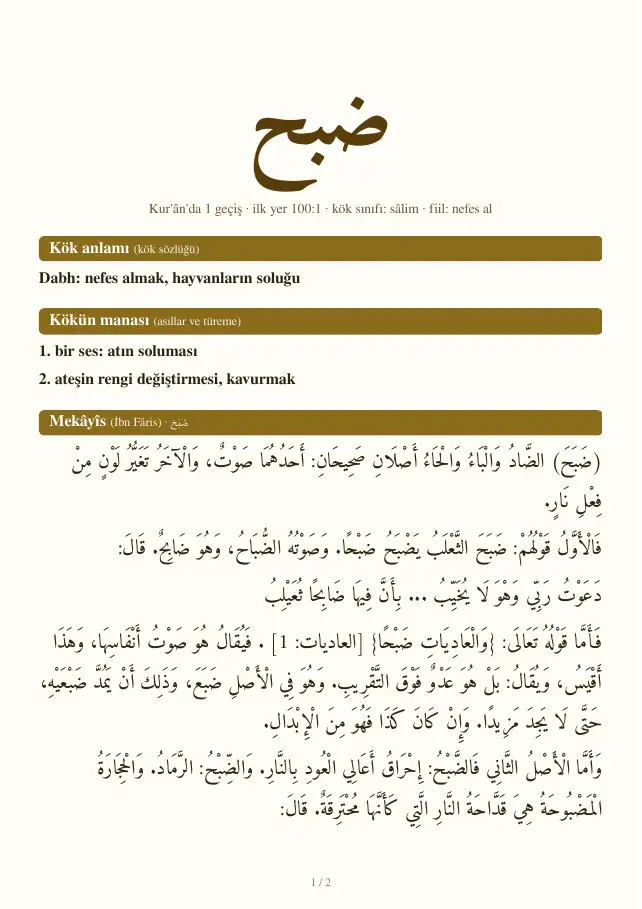 ضبح
Kur'ân'da 1 geçiş · ilk yer 100:1 · kök sınıfı: sâlim · fiil: nefes al
Kök anlamı (kök sözlüğü)
Dabh: nefes almak, hayvanların soluğu
Kökün manası (asıllar ve türeme)
1. bir ses: atın soluması
2. ateşin rengi değiştirmesi, kavurmak
Mekâyîs (İbn Fâris) · ضَبَحَ
(ضَبَحَ) الضَّادُ وَالْبَاءُ وَالْحَاءُ أَصْلَانِ صَحِيحَانِ: أَحَدُهُمَا صَوْتٌ، وَالْآخَرُ تَغَيُّرُ لَوْنٍ مِنْ
فِعْلِ نَارٍ.
فَالْأَوَّلُ قَوْلُهُمْ: ضَبَحَ الثَّعْلَبُ يَضْبَحُ ضَبْحًا. وَصَوْتُهُ الضُّبَاحُ، وَهُوَ ضَابِحٌ. قَالَ:
دَعَوْتُ رَبِّي وَهْوَ لَا يُخَيِّبُ ... بِأَنَّ فِيهَا ضَابِحًا ثُعَيْلِبُ
فَأَمَّا قَوْلُهُ تَعَالَى: {وَالْعَادِيَاتِ ضَبْحًا} [العاديات: 1] . فَيُقَالُ هُوَ صَوْتُ أَنْفَاسِهَا، وَهَذَا
أَقْيَسُ، وَيُقَالُ: بَلْ هُوَ عَدْوٌ فَوْقَ التَّقْرِيبِ. وَهُوَ فِي الْأَصْلِ ضَبَعَ، وَذَلِكَ أَنْ يَمُدَّ ضَبْعَيْهِ،
حَتَّى لَا يَجِدَ مَزِيدًا. وَإِنْ كَانَ كَذَا فَهُوَ مِنَ الْإِبْدَالِ.
وَأَمَّا الْأَصْلُ الثَّانِي فَالضَّبْحُ: إِحْرَاقُ أَعَالِي الْعُودِ بِالنَّارِ. وَالضِّبْحُ: الرَّمَادُ. وَالْحِجَارَةُ
الْمَضْبُوحَةُ هِيَ قَدَّاحَةُ النَّارِ الَّتِي كَأَنَّهَا مُحْتَرِقَةٌ. قَالَ:
1 / 2